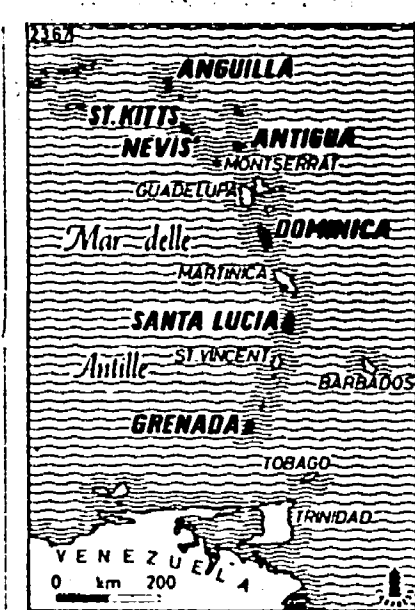 2367
ANGUILLA
ST. KITTS
NEVIS
ANTIGUA
MONTSERRAT
GUADELUPA
Mar delle
DOMINICA
MARTINICA
SANTA LUCIA
ST. VINCENT
Antille
BARBADOS
GRENADA
TOBAGO
TRINIDAD
VENEZUELA
0 km 200